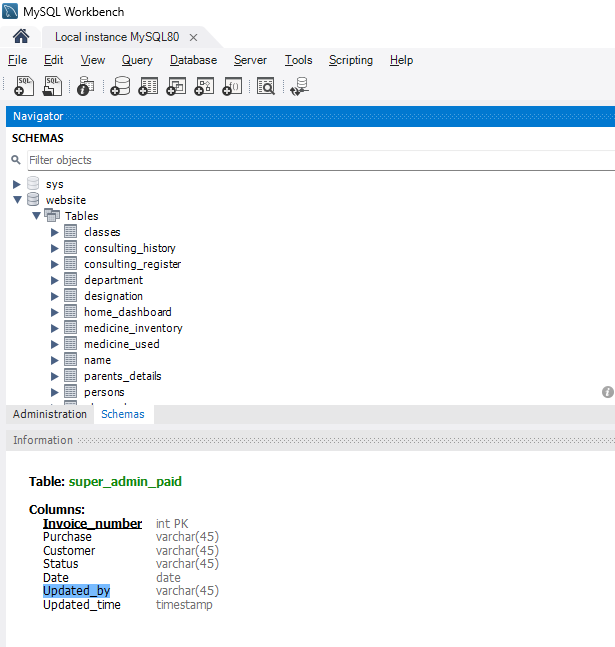 MySQL Workbench
Local instance MySQL80
File Edit View Query Database Server Tools Scripting Help
SQL SQL
Navigator
SCHEMAS
Filter objects
sys
website
Tables
classes
consulting_history
consulting_register
department
designation
home_dashboard
medicine_inventory
medicine_used
name
parents_details
persons
Administration Schemas
Information
Table: super_admin_paid
Columns:
Invoice_number int PK
Purchase varchar(45)
Customer varchar(45)
Status varchar(45)
Date date
Updated_by varchar(45)
Updated_time timestamp